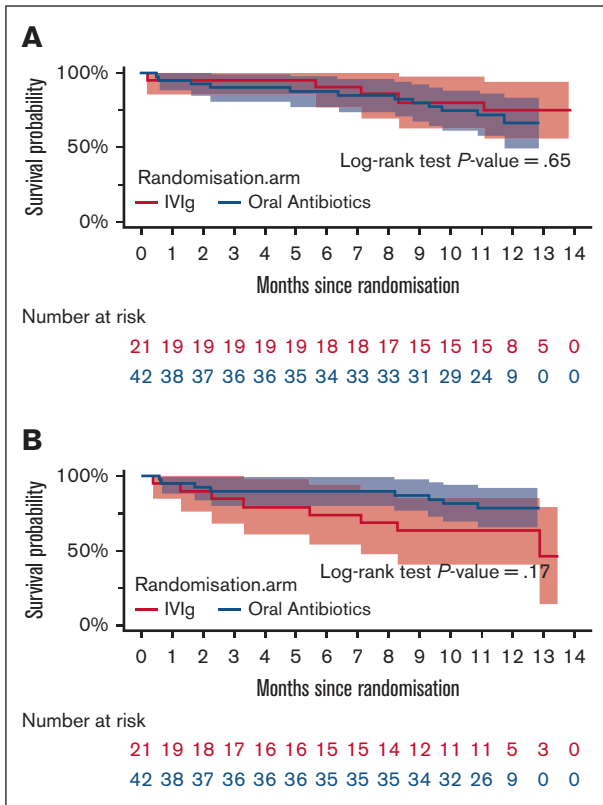 A
Survival probability
100%
50%
0%
Log-rank test P-value = .65
Randomisation.arm
IVIg Oral Antibiotics
0 1 2 3 4 5 6 7 8 9 10 11 12 13 14
Months since randomisation
Number at risk
21 19 19 19 19 19 18 18 17 15 15 15 8 5 0
42 38 37 36 36 35 34 33 33 31 29 24 9 0 0
B
Survival probability
100%
50%
0%
Log-rank test P-value = .17
Randomisation.arm
IVIg Oral Antibiotics
0 1 2 3 4 5 6 7 8 9 10 11 12 13 14
Months since randomisation
Number at risk
21 19 18 17 16 16 15 15 14 12 11 11 5 3 0
42 38 37 36 36 36 35 35 35 34 32 26 9 0 0